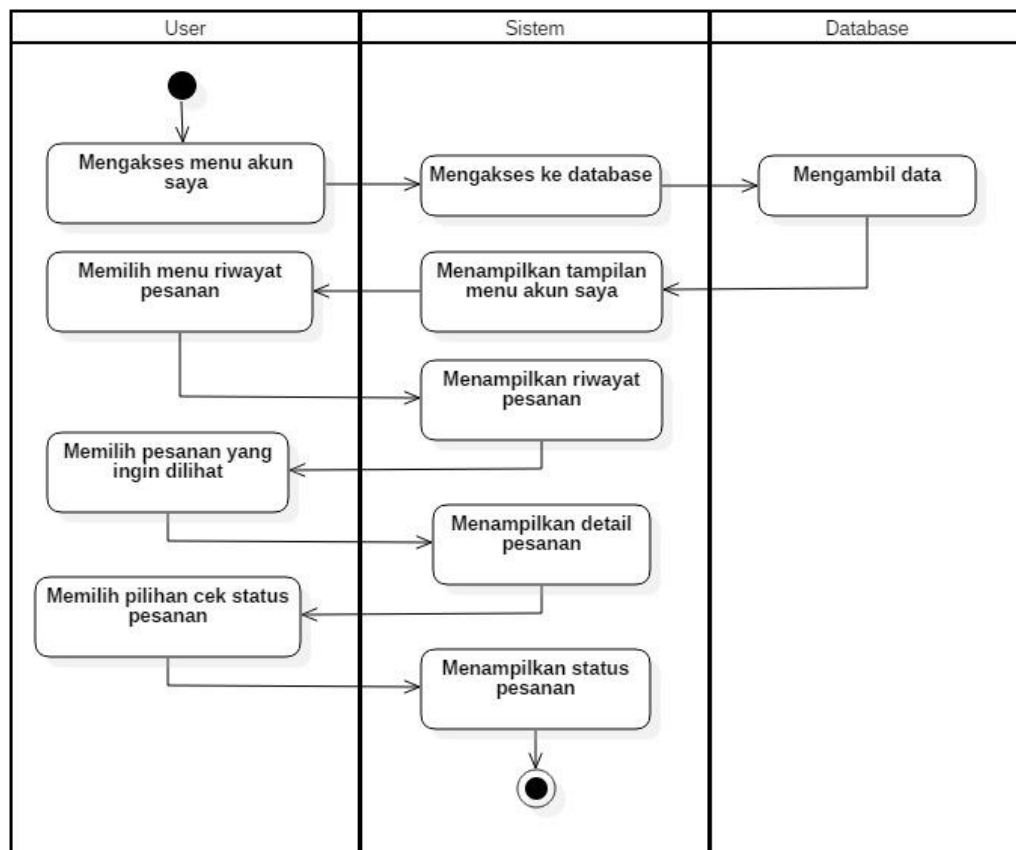 User
Sistem
Database
Mengakses menu akun
saya
Mengakses ke database
Mengambil data
Memilih menu riwayat
pesanan
Menampilkan tampilan
menu akun saya
Menampilkan riwayat
pesanan
Memilih pesanan yang
ingin dilihat
Menampilkan detail
pesanan
Memilih pilihan cek status
pesanan
Menampilkan status
pesanan